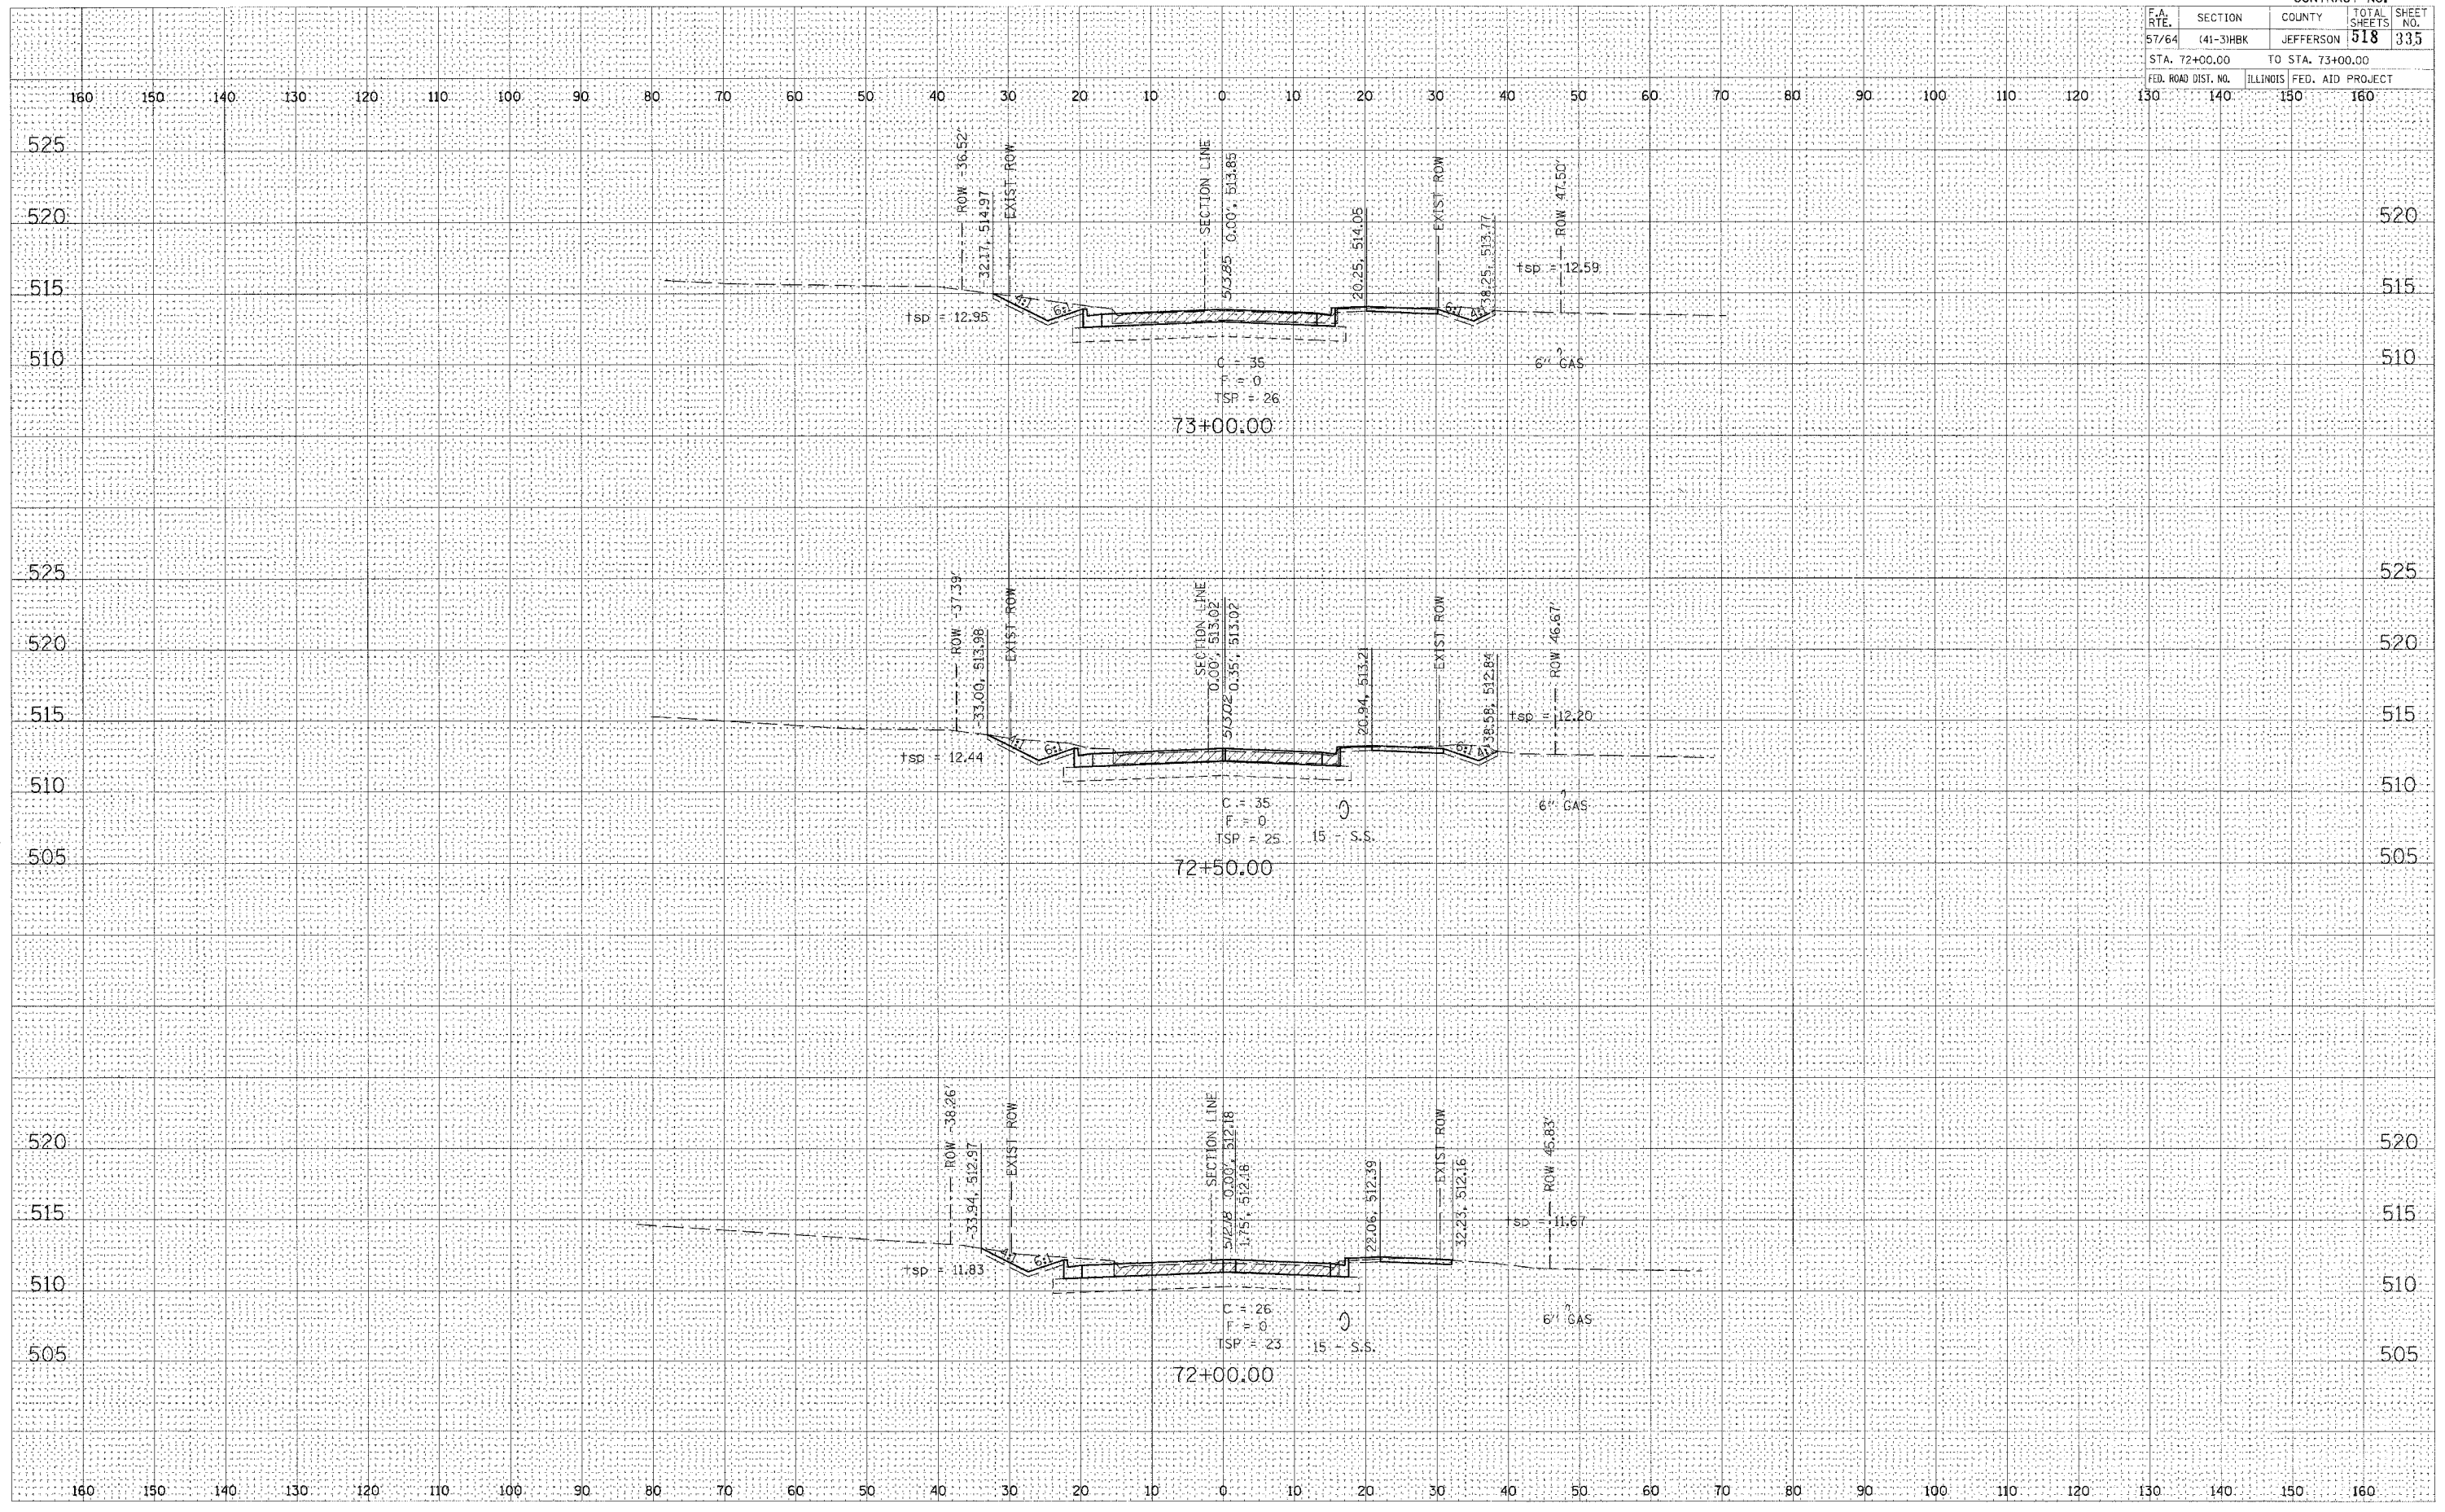 F.A. RTE. SECTION COUNTY TOTAL SHEETS SHEET NO.
57/64 (41-3)HBK JEFFERSON 518 335
STA. 72+00.00 TO STA. 73+00.00
FED. ROAD DIST. NO. ILLINOIS FED. AID PROJECT
160 150 140 130 120 110 100 90 80 70 60 50 40 30 20 10 0 10 20 30 40 50 60 70 80 90 100 110 120 130 140 150 160
525
520 520
515 515
510 510
ROW -36.52'
-32.17, 514.97
EXIST ROW
SECTION LINE
513.85
0.00', 513.85
20.25, 514.05
EXIST ROW
38.25, 513.77
ROW 47.50'
tsp = 12.95
4:1
6:1
6:1
4:1
tsp = 12.59
6" GAS
C = 35
F = 0
TSP = 26
73+00.00
525 525
520 520
515 515
510 510
505 505
ROW -37.39'
-33.00, 513.98
EXIST ROW
SECTION LINE
0.00', 513.02
513.02
0.35', 513.02
20.94, 513.21
EXIST ROW
38.58, 512.84
ROW 46.67'
tsp = 12.44
4:1
6:1
6:1
4:1
tsp = 12.20
6" GAS
C = 35
F = 0
TSP = 25
15 - S.S.
72+50.00
520 520
515 515
510 510
505 505
ROW -38.26'
-33.94, 512.97
EXIST ROW
SECTION LINE
512.18
0.00', 512.18
1.75', 512.18
22.06, 512.39
EXIST ROW
32.23, 512.16
ROW 45.83'
tsp = 11.83
4:1
6:1
tsp = 11.67
6" GAS
C = 26
F = 0
TSP = 23
15 - S.S.
72+00.00
160 150 140 130 120 110 100 90 80 70 60 50 40 30 20 10 0 10 20 30 40 50 60 70 80 90 100 110 120 130 140 150 160